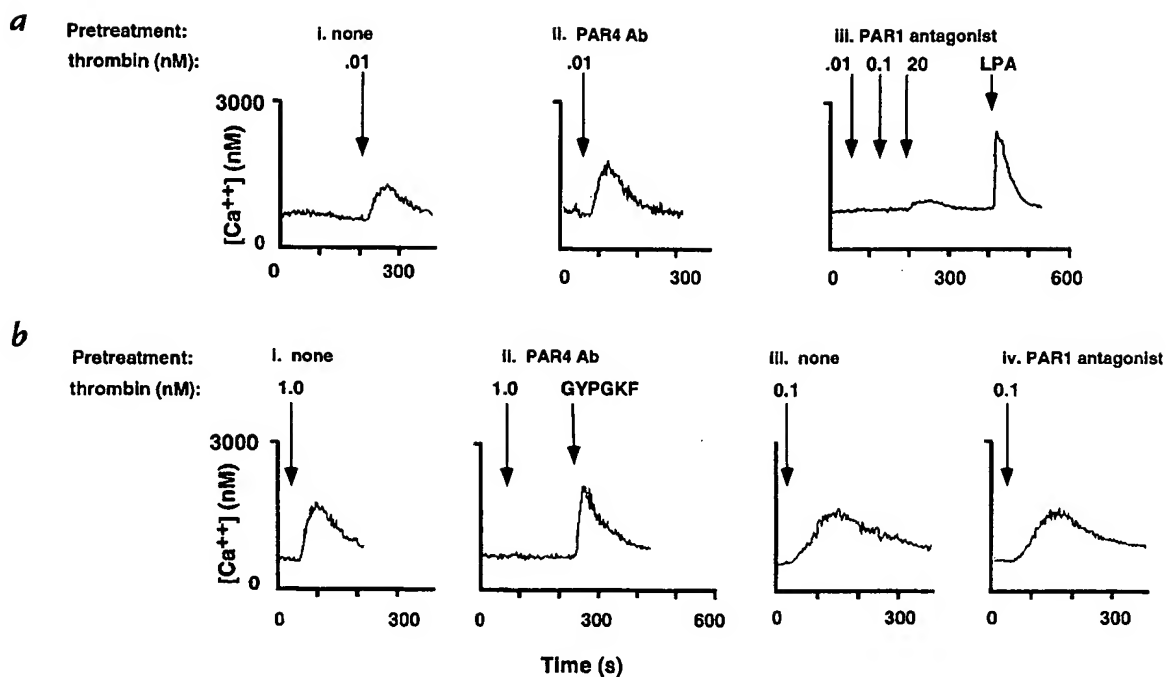 a
Pretreatment: i. none ii. PAR4 Ab iii. PAR1 antagonist
thrombin (nM): .01 .01 .01 0.1 20 LPA
3000
[Ca++] (nM)
0
0 300 0 300 0 300 600
b
Pretreatment: i. none ii. PAR4 Ab iii. none iv. PAR1 antagonist
thrombin (nM): 1.0 1.0 GYPGKF 0.1 0.1
3000
[Ca++] (nM)
0
0 300 0 300 600 0 300 0 300
Time (s)